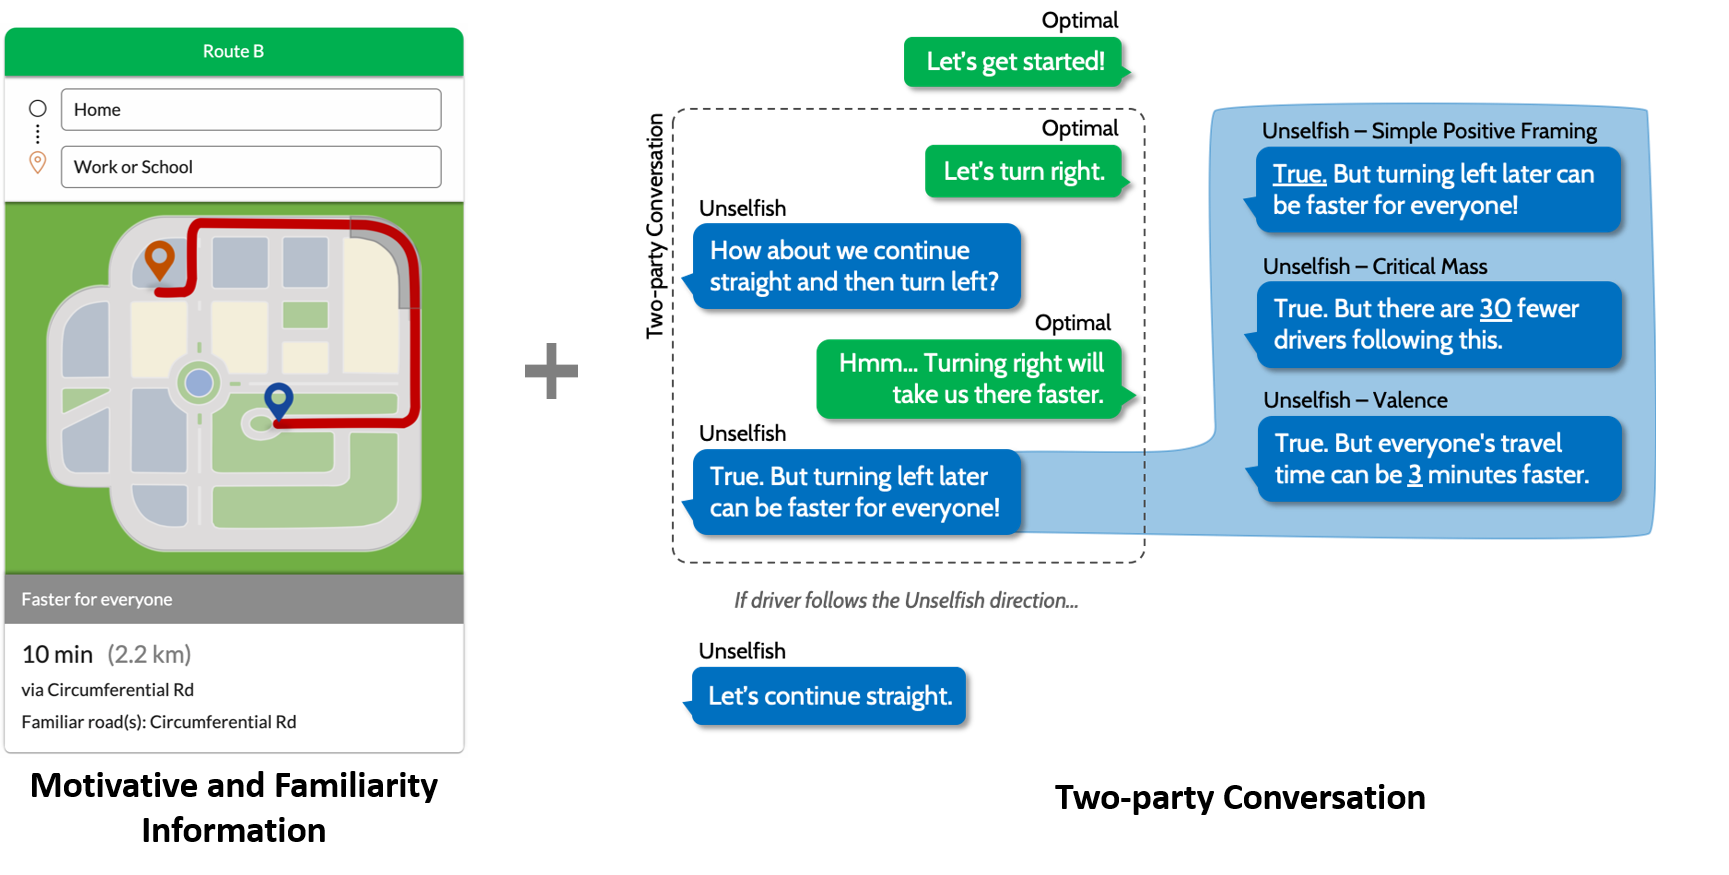 Route B
Home
Work or School
Faster for everyone
10 min (2.2 km)
via Circumferential Rd
Familiar road(s): Circumferential Rd
Motivative and Familiarity
Information
+
Optimal
Let's get started!
Two-party Conversation
Optimal
Let's turn right.
Unselfish
How about we continue
straight and then turn left?
Optimal
Hmm... Turning right will
take us there faster.
Unselfish
True. But turning left later
can be faster for everyone!
Unselfish – Simple Positive Framing
True. But turning left later can
be faster for everyone!
Unselfish – Critical Mass
True. But there are 30 fewer
drivers following this.
Unselfish – Valence
True. But everyone's travel
time can be 3 minutes faster.
If driver follows the Unselfish direction...
Unselfish
Let's continue straight.
Two-party Conversation